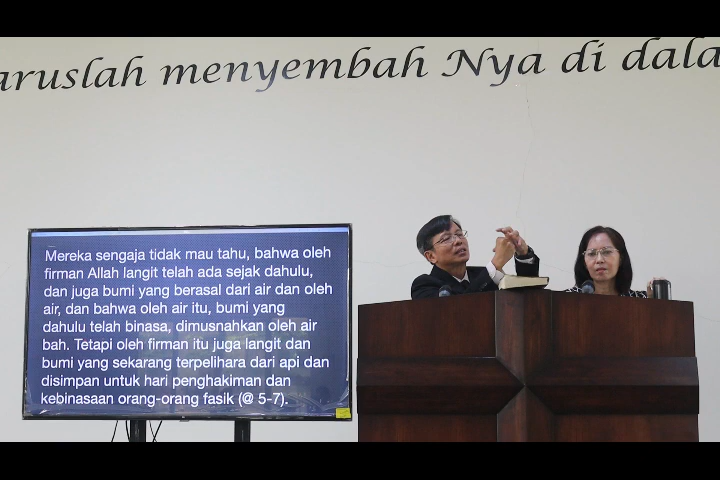 aruslah menyembah Nya di dala
Mereka sengaja tidak mau tahu, bahwa oleh
firman Allah langit telah ada sejak dahulu,
dan juga bumi yang berasal dari air dan oleh
air, dan bahwa oleh air itu, bumi yang
dahulu telah binasa, dimusnahkan oleh air
bah. Tetapi oleh firman itu juga langit dan
bumi yang sekarang terpelihara dari api dan
disimpan untuk hari penghakiman dan
kebinasaan orang-orang fasik (@ 5-7).